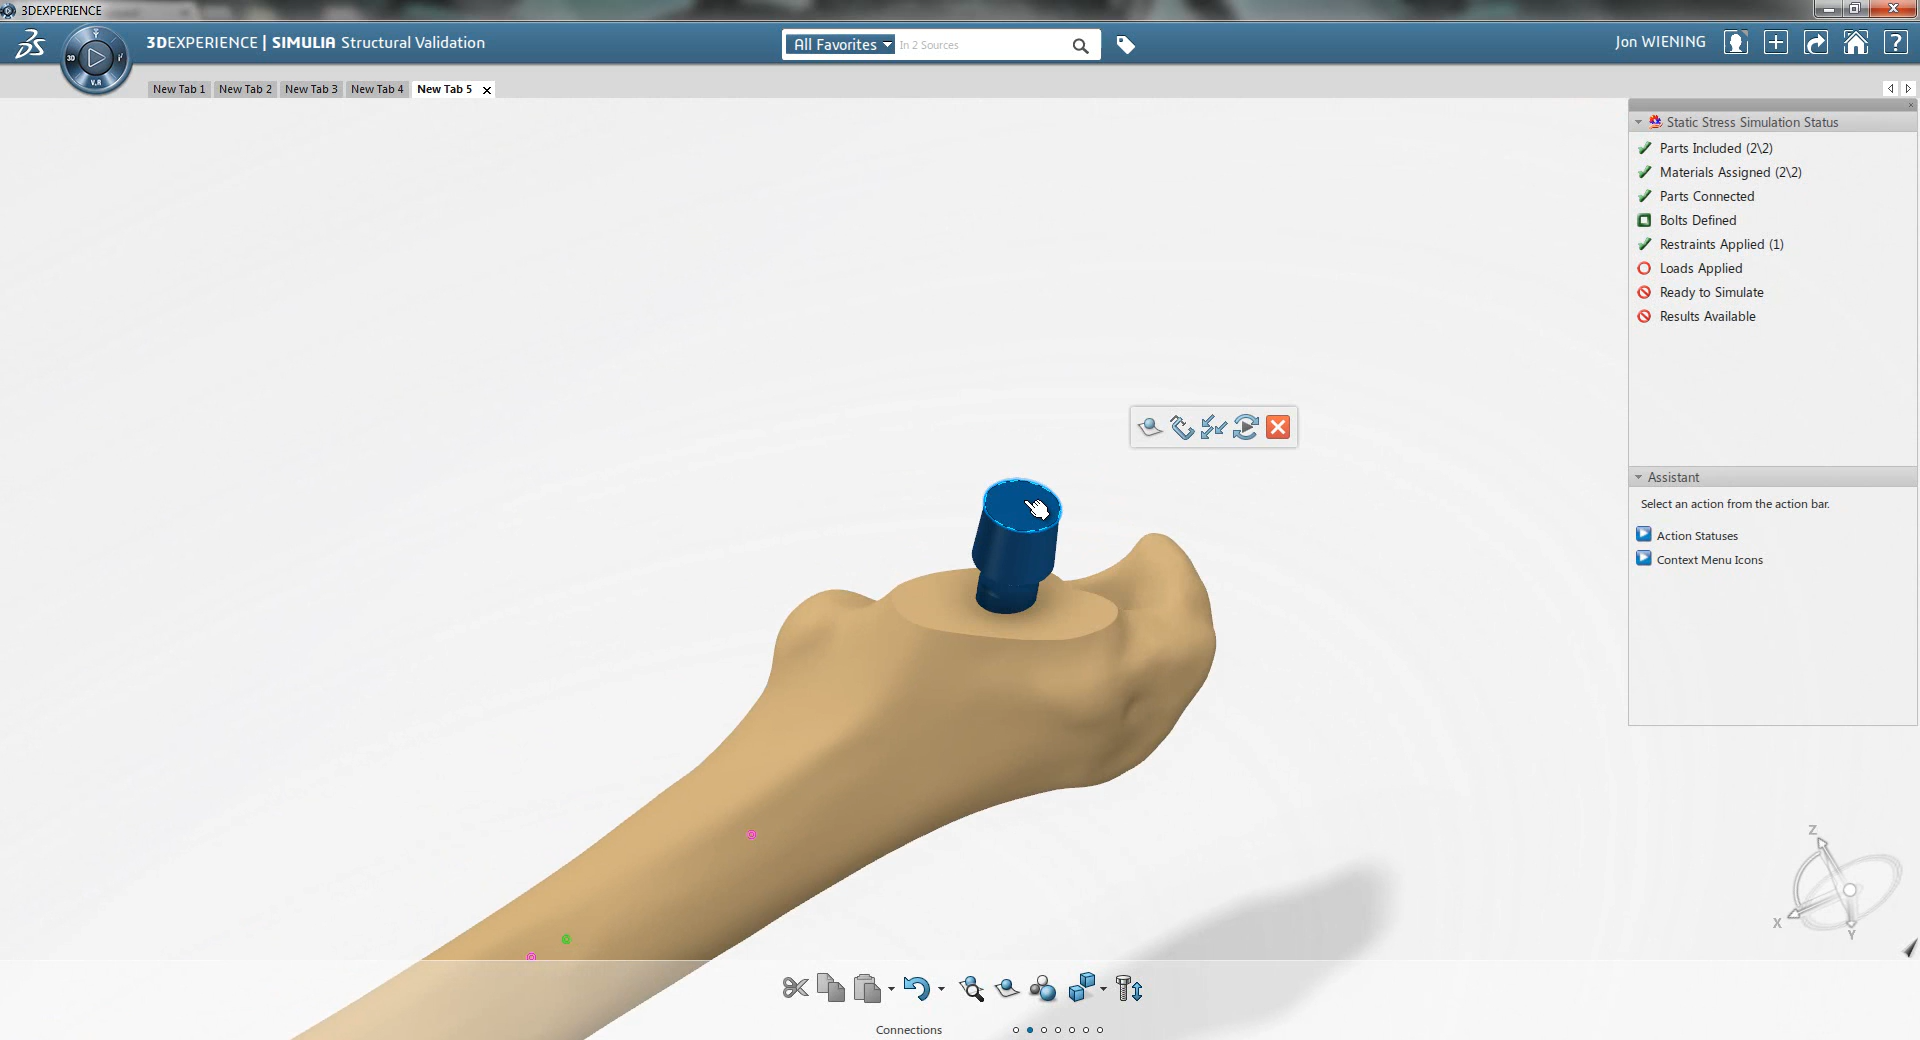 3DEXPERIENCE
3DEXPERIENCE | SIMULIA Structural Validation
All Favorites In 2 Sources
Jon WIENING
3D
V.R
New Tab 1 New Tab 2 New Tab 3 New Tab 4 New Tab 5
Static Stress Simulation Status
Parts Included (2\2)
Materials Assigned (2\2)
Parts Connected
Bolts Defined
Restraints Applied (1)
Loads Applied
Ready to Simulate
Results Available
Assistant
Select an action from the action bar.
Action Statuses
Context Menu Icons
Z
X
Y
Connections